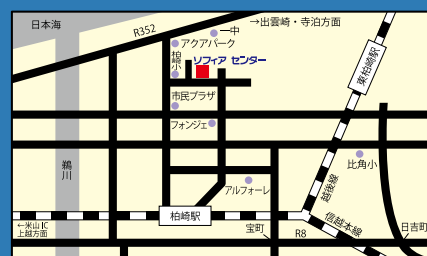 日本海
R352
→出雲崎・寺泊方面
一中
アクアパーク
柏崎小
ソフィア センター
東柏崎駅
市民プラザ
フォンジェ
鵜川
比角小
アルフォーレ
越後線
柏崎駅
←米山IC
上越方面
宝町
R8
信越本線
日吉町